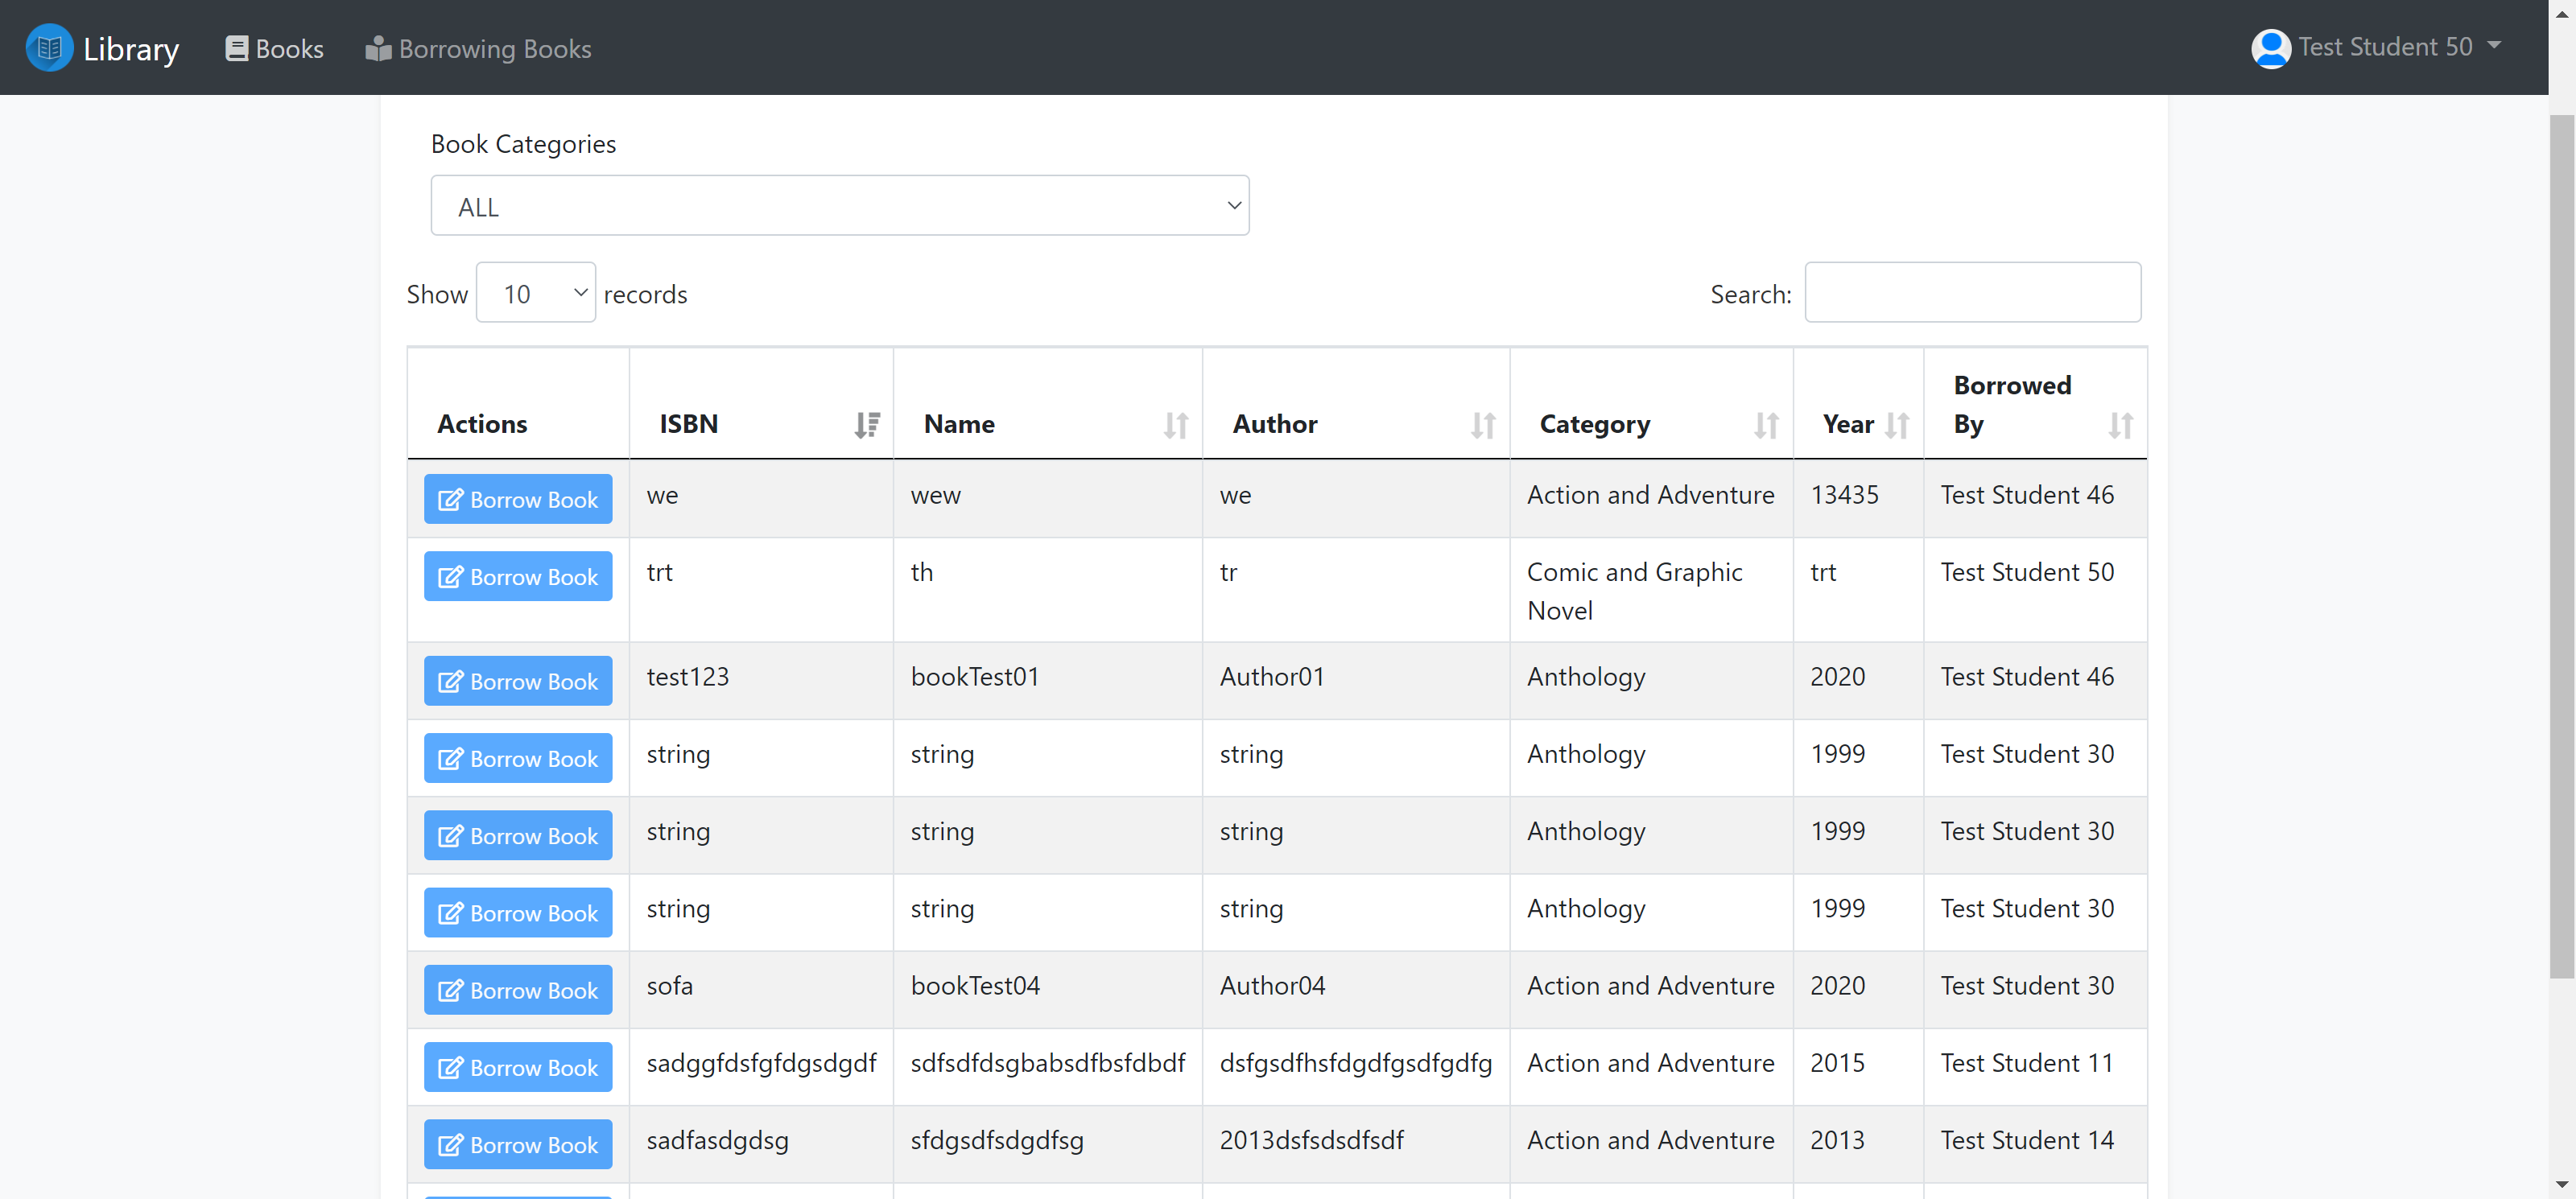 Library Books Borrowing Books Test Student 50
Book Categories
ALL
Show 10 records Search:
Actions ISBN Name Author Category Year Borrowed By
Borrow Book we wew we Action and Adventure 13435 Test Student 46
Borrow Book trt th tr Comic and Graphic Novel trt Test Student 50
Borrow Book test123 bookTest01 Author01 Anthology 2020 Test Student 46
Borrow Book string string string Anthology 1999 Test Student 30
Borrow Book string string string Anthology 1999 Test Student 30
Borrow Book string string string Anthology 1999 Test Student 30
Borrow Book sofa bookTest04 Author04 Action and Adventure 2020 Test Student 30
Borrow Book sadggfdsfgfdgsdgdf sdfsdfdsgbabsdfbsfdbdf dsfgsdfhsfdgdfgsdfgdfg Action and Adventure 2015 Test Student 11
Borrow Book sadfasdgdsg sfdgsdfsdgdfsg 2013dsfsdsdfsdf Action and Adventure 2013 Test Student 14